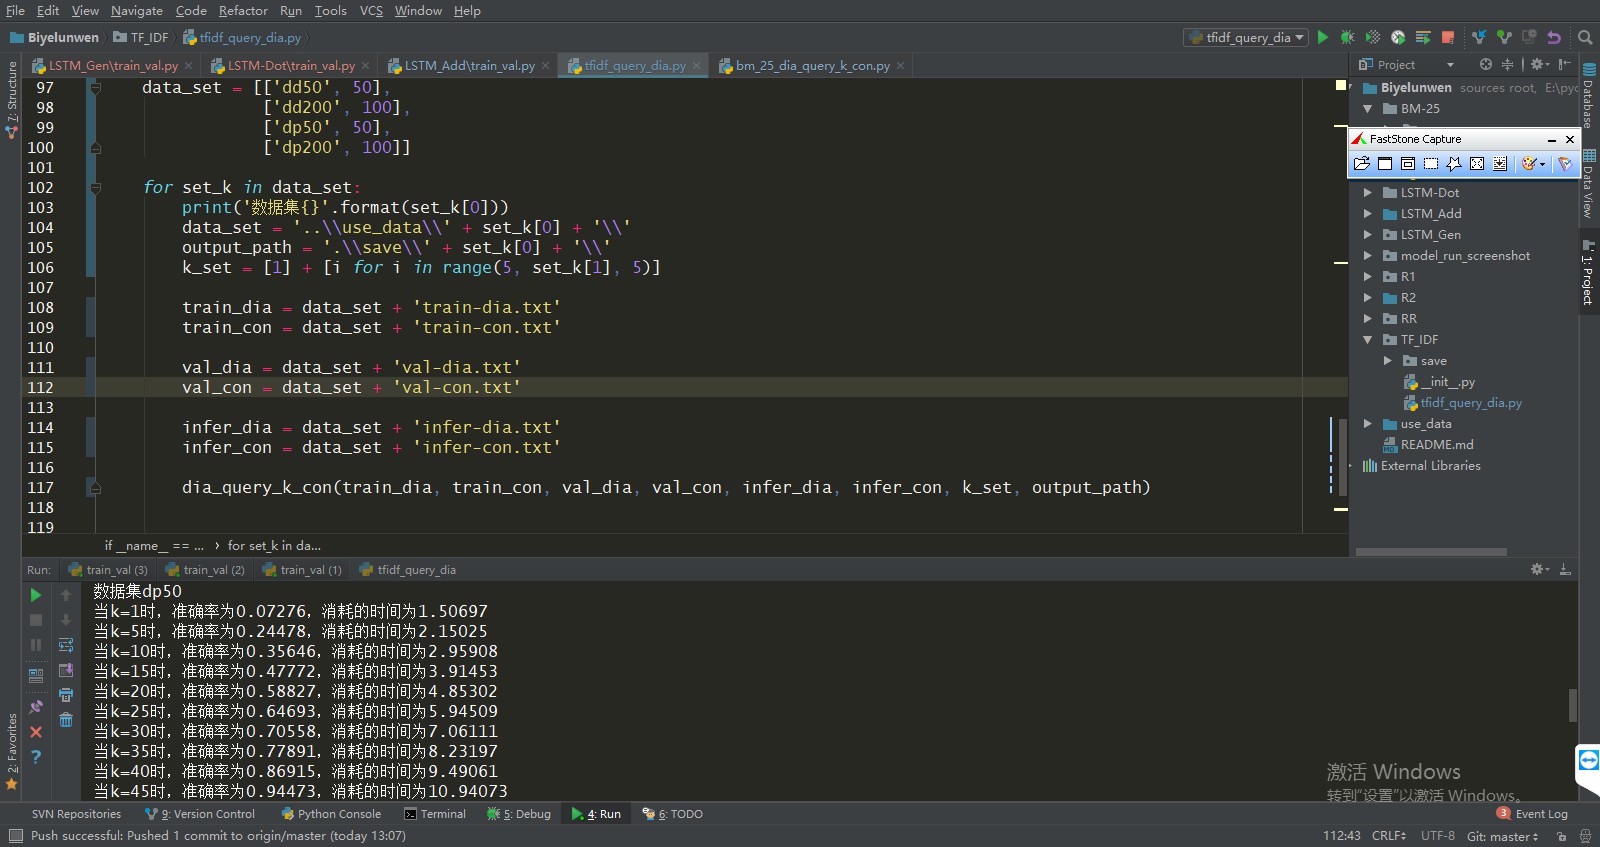 File Edit View Navigate Code Refactor Run Tools VCS Window Help
Biyelunwen TF_IDF tfidf_query_dia.py
tfidf_query_dia
LSTM_Gen\train_val.py LSTM-Dot\train_val.py LSTM_Add\train_val.py tfidf_query_dia.py bm_25_dia_query_k_con.py
7: Structure
97 data_set = [['dd50', 50],
98 ['dd200', 100],
99 ['dp50', 50],
100 ['dp200', 100]]
101
102 for set_k in data_set:
103 print('数据集{}'.format(set_k[0]))
104 data_set = '..\\use_data\\' + set_k[0] + '\\'
105 output_path = '.\\save\\' + set_k[0] + '\\'
106 k_set = [1] + [i for i in range(5, set_k[1], 5)]
107
108 train_dia = data_set + 'train-dia.txt'
109 train_con = data_set + 'train-con.txt'
110
111 val_dia = data_set + 'val-dia.txt'
112 val_con = data_set + 'val-con.txt'
113
114 infer_dia = data_set + 'infer-dia.txt'
115 infer_con = data_set + 'infer-con.txt'
116
117 dia_query_k_con(train_dia, train_con, val_dia, val_con, infer_dia, infer_con, k_set, output_path)
118
119
if __name__ == ... › for set_k in da...
Project
Biyelunwen sources root, E:\pyc
BM-25
FastStone Capture
LSTM-Dot
LSTM_Add
LSTM_Gen
model_run_screenshot
R1
R2
RR
TF_IDF
save
__init__.py
tfidf_query_dia.py
use_data
README.md
External Libraries
Database
Data View
1: Project
Run: train_val (3) train_val (2) train_val (1) tfidf_query_dia
数据集dp50
当k=1时，准确率为0.07276，消耗的时间为1.50697
当k=5时，准确率为0.24478，消耗的时间为2.15025
当k=10时，准确率为0.35646，消耗的时间为2.95908
当k=15时，准确率为0.47772，消耗的时间为3.91453
当k=20时，准确率为0.58827，消耗的时间为4.85302
当k=25时，准确率为0.64693，消耗的时间为5.94509
当k=30时，准确率为0.70558，消耗的时间为7.06111
当k=35时，准确率为0.77891，消耗的时间为8.23197
当k=40时，准确率为0.86915，消耗的时间为9.49061
当k=45时，准确率为0.94473，消耗的时间为10.94073
2: Favorites
激活 Windows
转到"设置"以激活 Windows。
SVN Repositories 9: Version Control Python Console Terminal 5: Debug 4: Run 6: TODO 3 Event Log
Push successful: Pushed 1 commit to origin/master (today 13:07) 112:43 CRLF UTF-8 Git: master